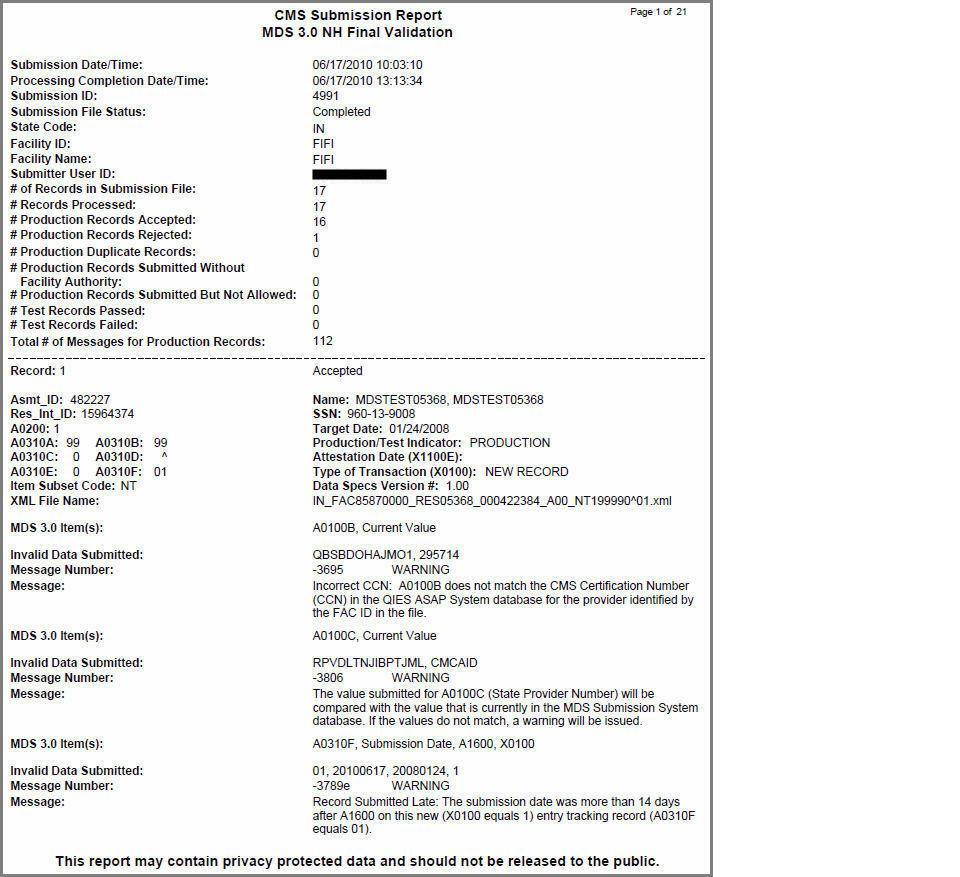 CMS Submission Report
Page 1 of 21
MDS 3.0 NH Final Validation
Submission Date/Time: 06/17/2010 10:03:10
Processing Completion Date/Time: 06/17/2010 13:13:34
Submission ID: 4991
Submission File Status: Completed
State Code: IN
Facility ID: FIFI
Facility Name: FIFI
Submitter User ID:
# of Records in Submission File: 17
# Records Processed: 17
# Production Records Accepted: 16
# Production Records Rejected: 1
# Production Duplicate Records: 0
# Production Records Submitted Without
Facility Authority: 0
# Production Records Submitted But Not Allowed: 0
# Test Records Passed: 0
# Test Records Failed: 0
Total # of Messages for Production Records: 112
Record: 1 Accepted
Asmt_ID: 482227 Name: MDSTEST05368, MDSTEST05368
Res_Int_ID: 15964374 SSN: 960-13-9008
A0200: 1 Target Date: 01/24/2008
A0310A: 99 A0310B: 99 Production/Test Indicator: PRODUCTION
A0310C: 0 A0310D: ^ Attestation Date (X1100E):
A0310E: 0 A0310F: 01 Type of Transaction (X0100): NEW RECORD
Item Subset Code: NT Data Specs Version #: 1.00
XML File Name: IN_FAC85870000_RES05368_000422384_A00_NT199990^01.xml
MDS 3.0 Item(s): A0100B, Current Value
Invalid Data Submitted: QBSBDOHAJMO1, 295714
Message Number: -3695 WARNING
Message: Incorrect CCN: A0100B does not match the CMS Certification Number
(CCN) in the QIES ASAP System database for the provider identified by
the FAC ID in the file.
MDS 3.0 Item(s): A0100C, Current Value
Invalid Data Submitted: RPVDLTNJIBPTJML, CMCAID
Message Number: -3806 WARNING
Message: The value submitted for A0100C (State Provider Number) will be
compared with the value that is currently in the MDS Submission System
database. If the values do not match, a warning will be issued.
MDS 3.0 Item(s): A0310F, Submission Date, A1600, X0100
Invalid Data Submitted: 01, 20100617, 20080124, 1
Message Number: -3789e WARNING
Message: Record Submitted Late: The submission date was more than 14 days
after A1600 on this new (X0100 equals 1) entry tracking record (A0310F
equals 01).
This report may contain privacy protected data and should not be released to the public.